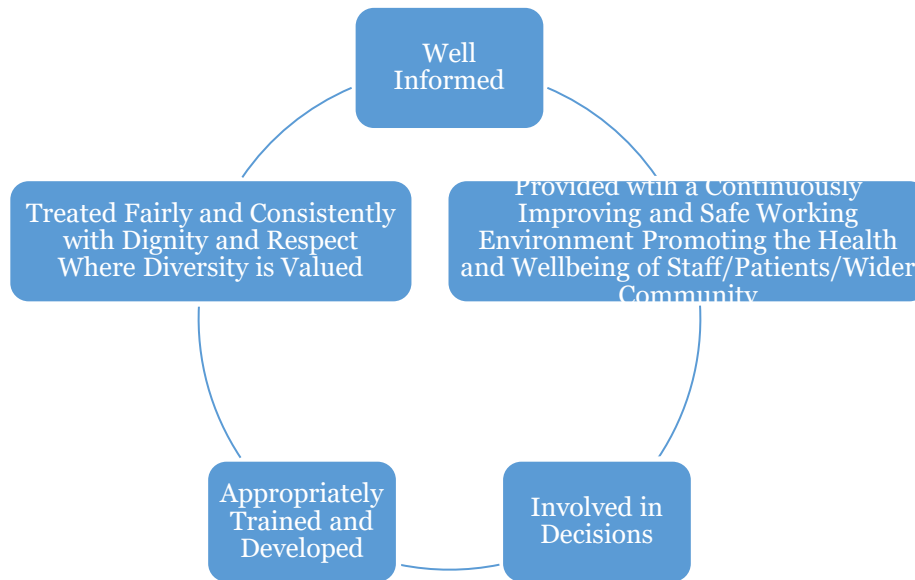 Well
Informed
Treated Fairly and Consistently
with Dignity and Respect
Where Diversity is Valued
Provided wtih a Continuously
Improving and Safe Working
Environment Promoting the Health
and Wellbeing of Staff/Patients/Wider
Community
Appropriately
Trained and
Developed
Involved in
Decisions